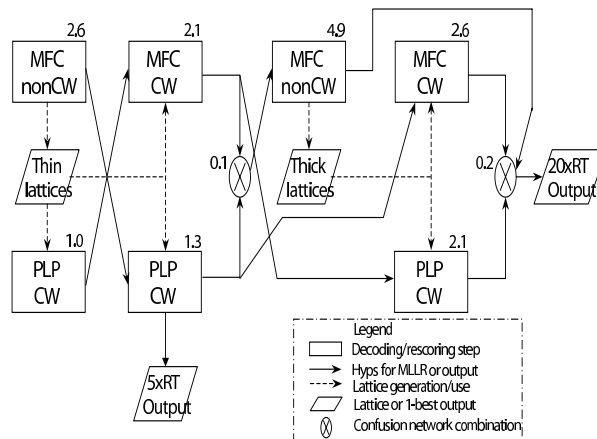 2.6
MFC
nonCW
2.1
MFC
CW
4.9
MFC
nonCW
2.6
MFC
CW
Thin
lattices
0.1
Thick
lattices
0.2
20xRT
Output
1.0
PLP
CW
1.3
PLP
CW
2.1
PLP
CW
5xRT
Output
Legend
Decoding/rescoring step
Hyps for MLLR or output
Lattice generation/use
Lattice or 1-best output
Confusion network combination